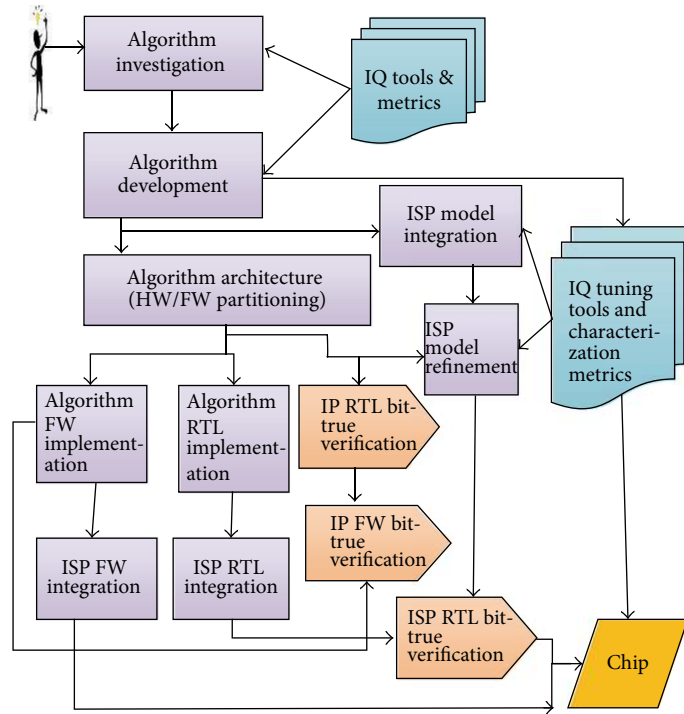 Algorithm
investigation
IQ tools &
metrics
Algorithm
development
ISP model
integration
Algorithm architecture
(HW/FW partitioning)
IQ tuning
tools and
characteri-
zation
metrics
ISP
model
refinement
Algorithm
FW
implement-
ation
Algorithm
RTL
implement-
ation
IP RTL bit-
true
verification
IP FW bit-
true
verification
ISP FW
integration
ISP RTL
integration
ISP RTL bit-
true
verification
Chip